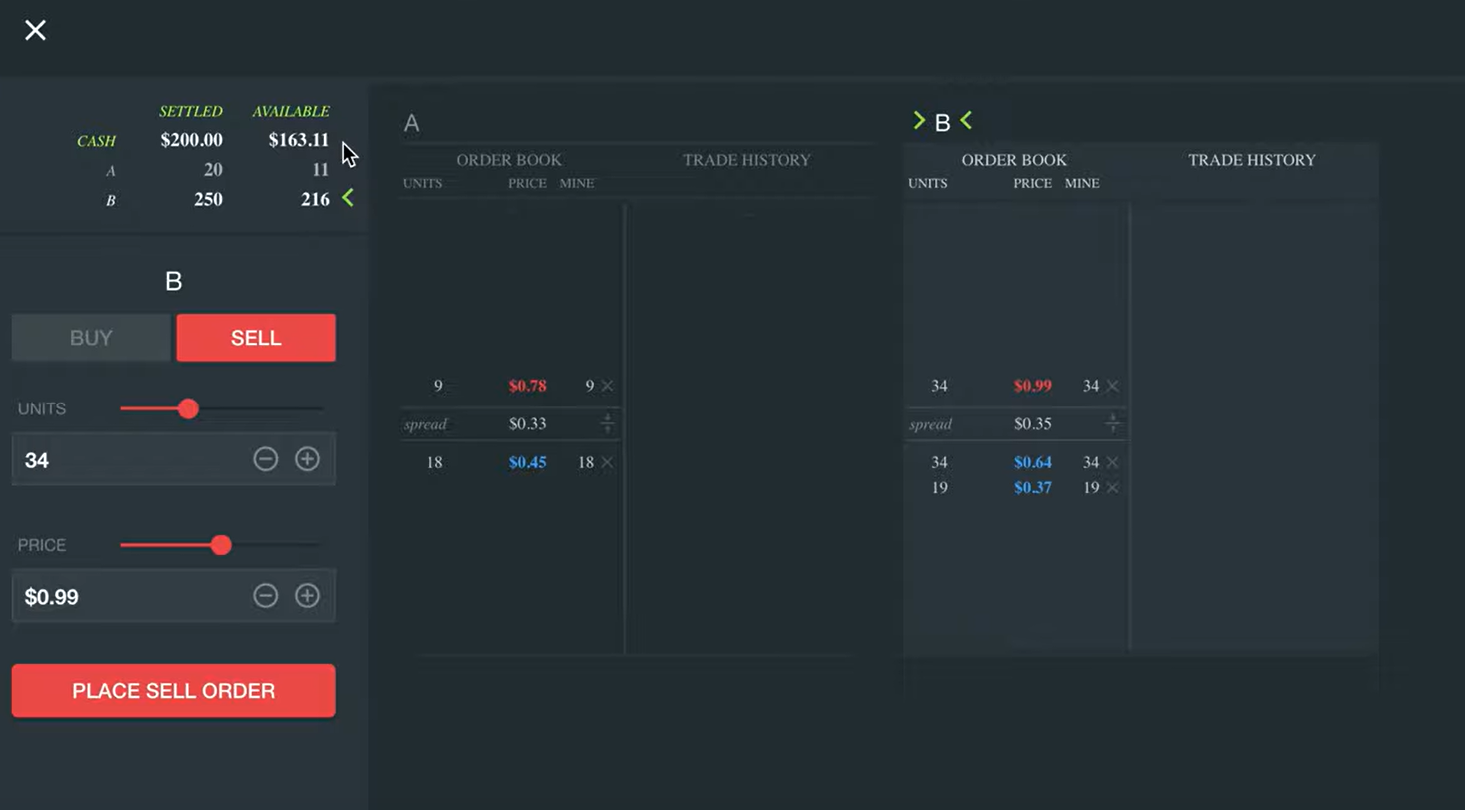 SETTLED AVAILABLE
CASH $200.00 $163.11
A 20 11
B 250 216
B
BUY SELL
UNITS
34
PRICE
$0.99
PLACE SELL ORDER
A
ORDER BOOK TRADE HISTORY
UNITS PRICE MINE
9 $0.78 9
spread $0.33
18 $0.45 18
B
ORDER BOOK TRADE HISTORY
UNITS PRICE MINE
34 $0.99 34
spread $0.35
34 $0.64 34
19 $0.37 19